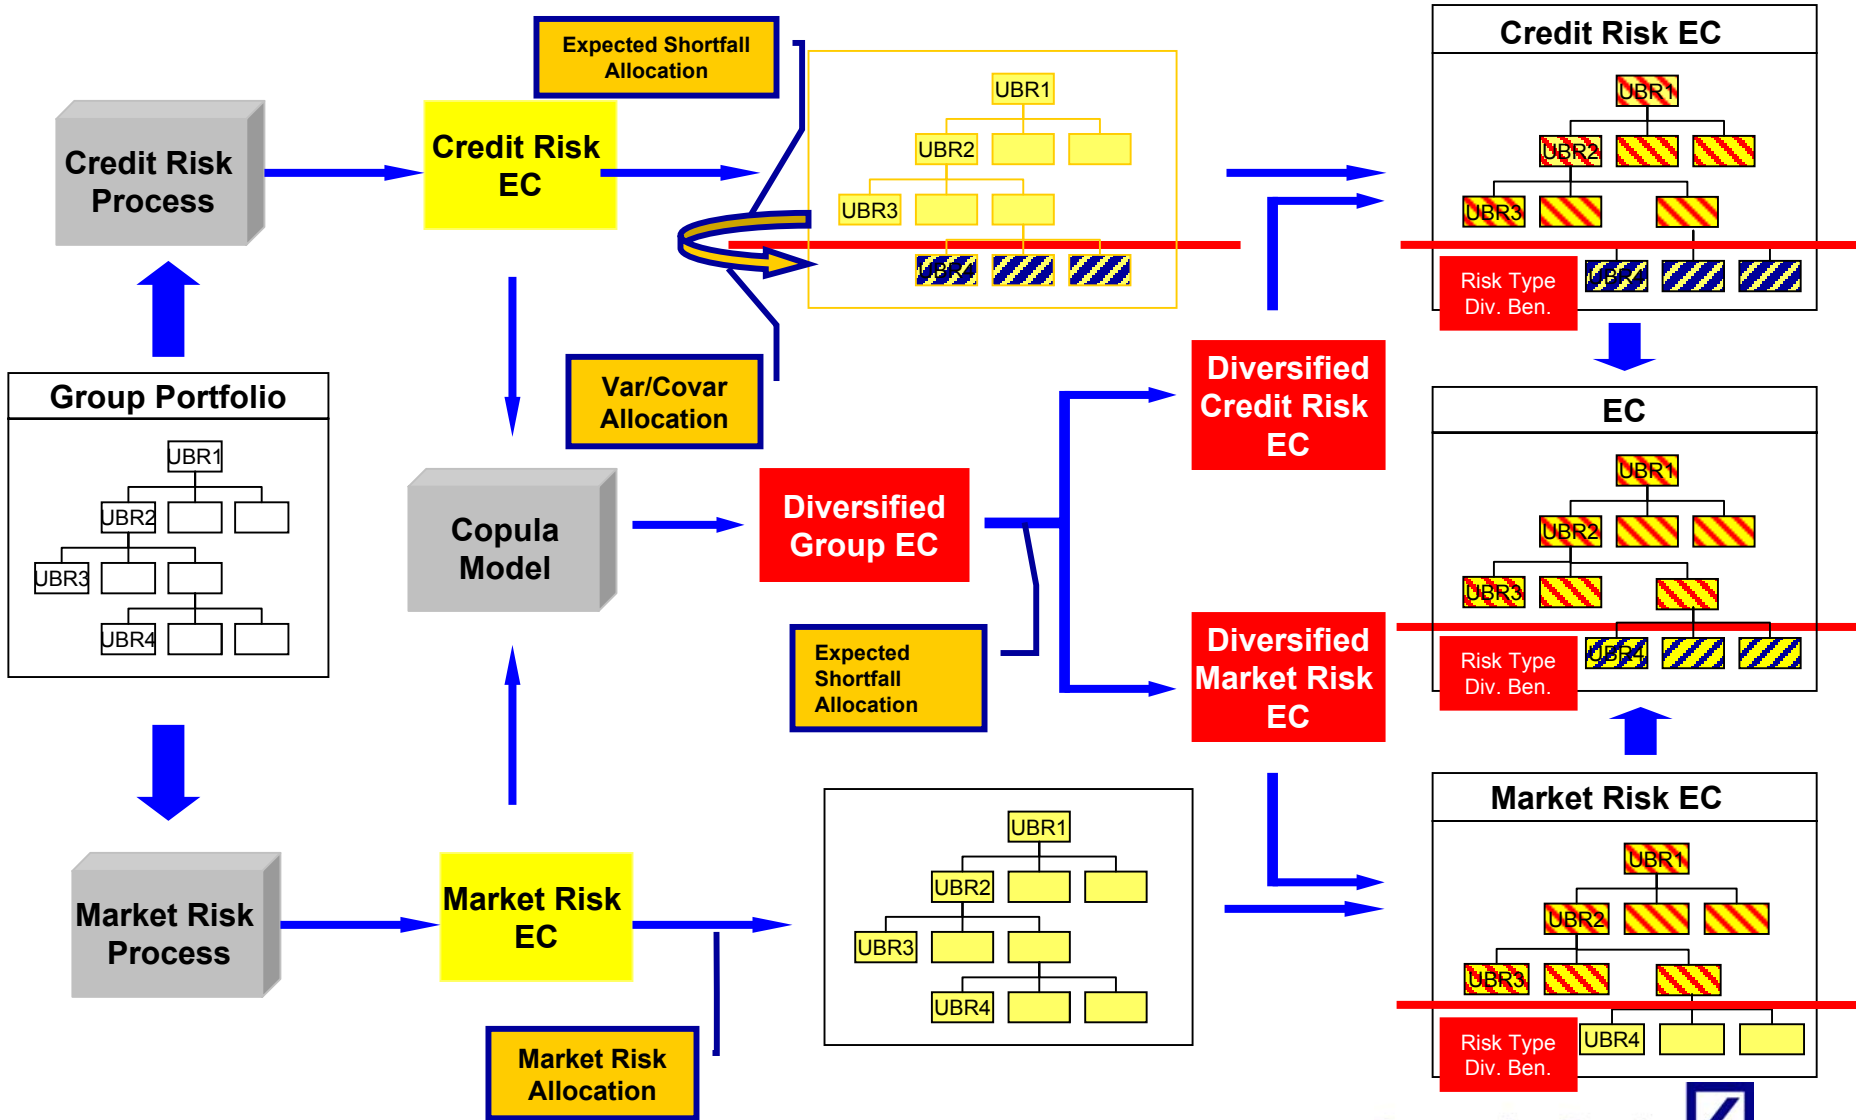 Expected Shortfall
Allocation
Credit Risk EC
UBR1
UBR2
UBR3
UBR4
Risk Type
Div. Ben.
Credit Risk
Process
Credit Risk
EC
UBR1
UBR2
UBR3
UBR4
Group Portfolio
UBR1
UBR2
UBR3
UBR4
Var/Covar
Allocation
Diversified
Credit Risk
EC
EC
UBR1
UBR2
UBR3
UBR4
Risk Type
Div. Ben.
Copula
Model
Diversified
Group EC
Expected
Shortfall
Allocation
Diversified
Market Risk
EC
Market Risk EC
UBR1
UBR2
UBR3
UBR4
Risk Type
Div. Ben.
Market Risk
Process
Market Risk
EC
UBR1
UBR2
UBR3
UBR4
Market Risk
Allocation